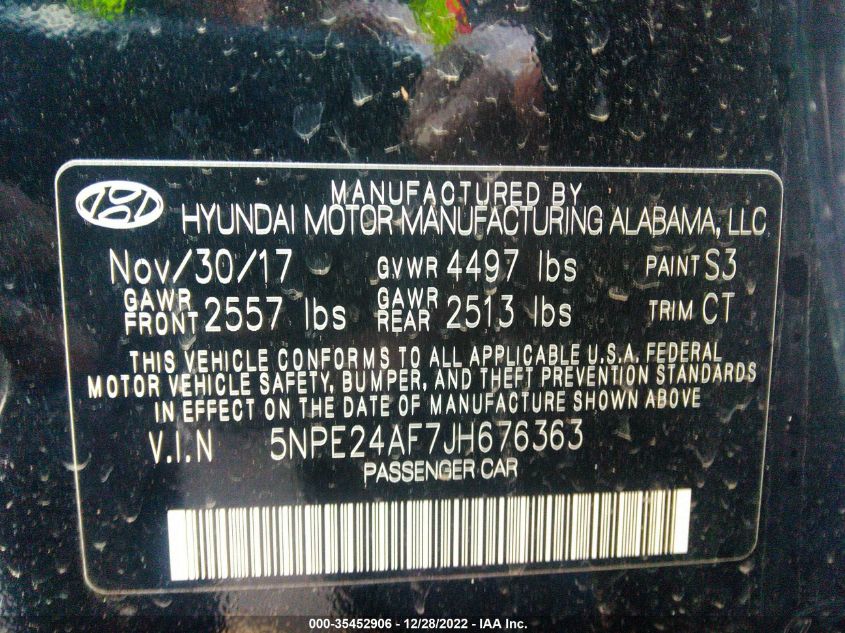 MANUFACTURED BY
HYUNDAI MOTOR MANUFACTURING ALABAMA, LLC
Nov/30/17 GVWR 4497 lbs PAINT S3
GAWR FRONT 2557 lbs GAWR REAR 2513 lbs TRIM CT
THIS VEHICLE CONFORMS TO ALL APPLICABLE U.S.A. FEDERAL
MOTOR VEHICLE SAFETY, BUMPER, AND THEFT PREVENTION STANDARDS
IN EFFECT ON THE DATE OF MANUFACTURE SHOWN ABOVE
V.I.N 5NPE24AF7JH676363
PASSENGER CAR
000-35452906 - 12/28/2022 - IAA Inc.